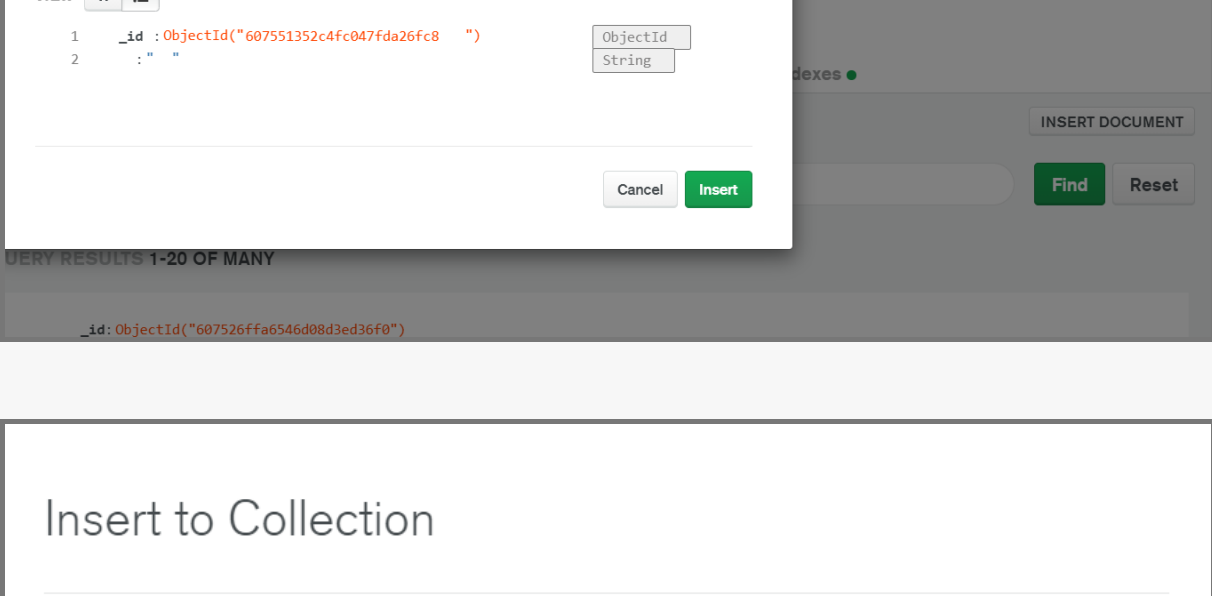 1 _id : ObjectId("607551352c4fc047fda26fc8 ") ObjectId
2 : " " String
dexes
INSERT DOCUMENT
Cancel Insert
Find Reset
UERY RESULTS 1-20 OF MANY
_id: ObjectId("607526ffa6546d08d3ed36f0")
Insert to Collection